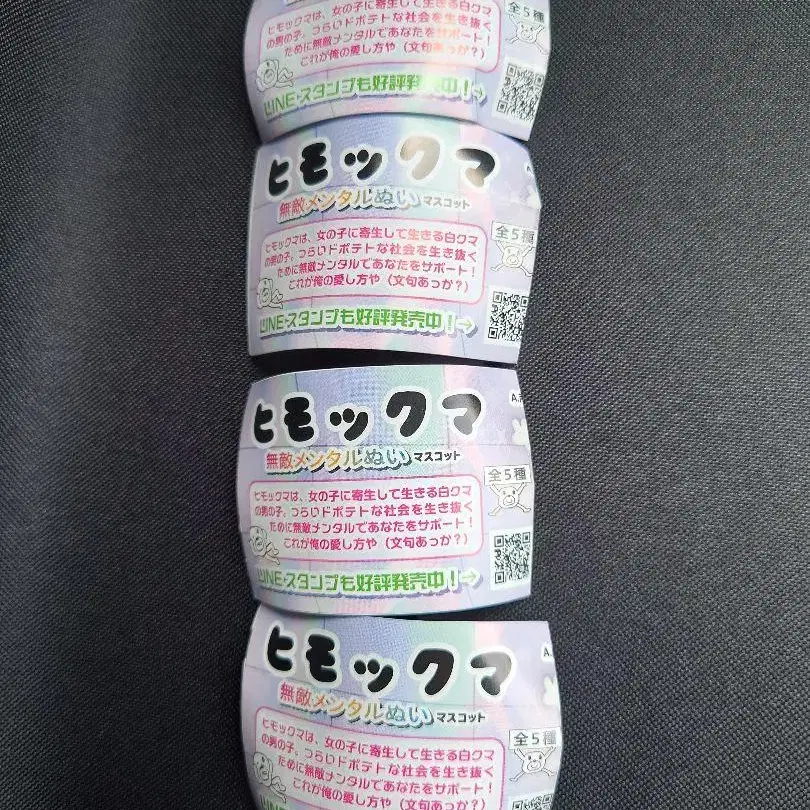 全5種
ヒモックマは、女の子に寄生して生きる白クマ
の男の子。つらいドポテトな社会を生き抜く
ために無敵メンタルであなたをサポート!
これが俺の愛し方や(文句あっか?)
LINEスタンプも好評発売中!→
ヒモックマ
無敵メンタルぬいマスコット
全5種
ヒモックマは、女の子に寄生して生きる白クマ
の男の子。つらいドポテトな社会を生き抜く
ために無敵メンタルであなたをサポート!
これが俺の愛し方や(文句あっか?)
LINEスタンプも好評発売中!→
ヒモックマ
A.
無敵メンタルぬいマスコット
全5種
ヒモックマは、女の子に寄生して生きる白クマ
の男の子。つらいドポテトな社会を生き抜く
ために無敵メンタルであなたをサポート!
これが俺の愛し方や(文句あっか?)
LINEスタンプも好評発売中!→
ヒモックマ
A.
無敵メンタルぬいマスコット
全5種
ヒモックマは、女の子に寄生して生きる白クマ
の男の子。つらいドポテトな社会を生き抜く
ために無敵メンタルであなたをサポート!
これが俺の愛し方や(文句あっか?)